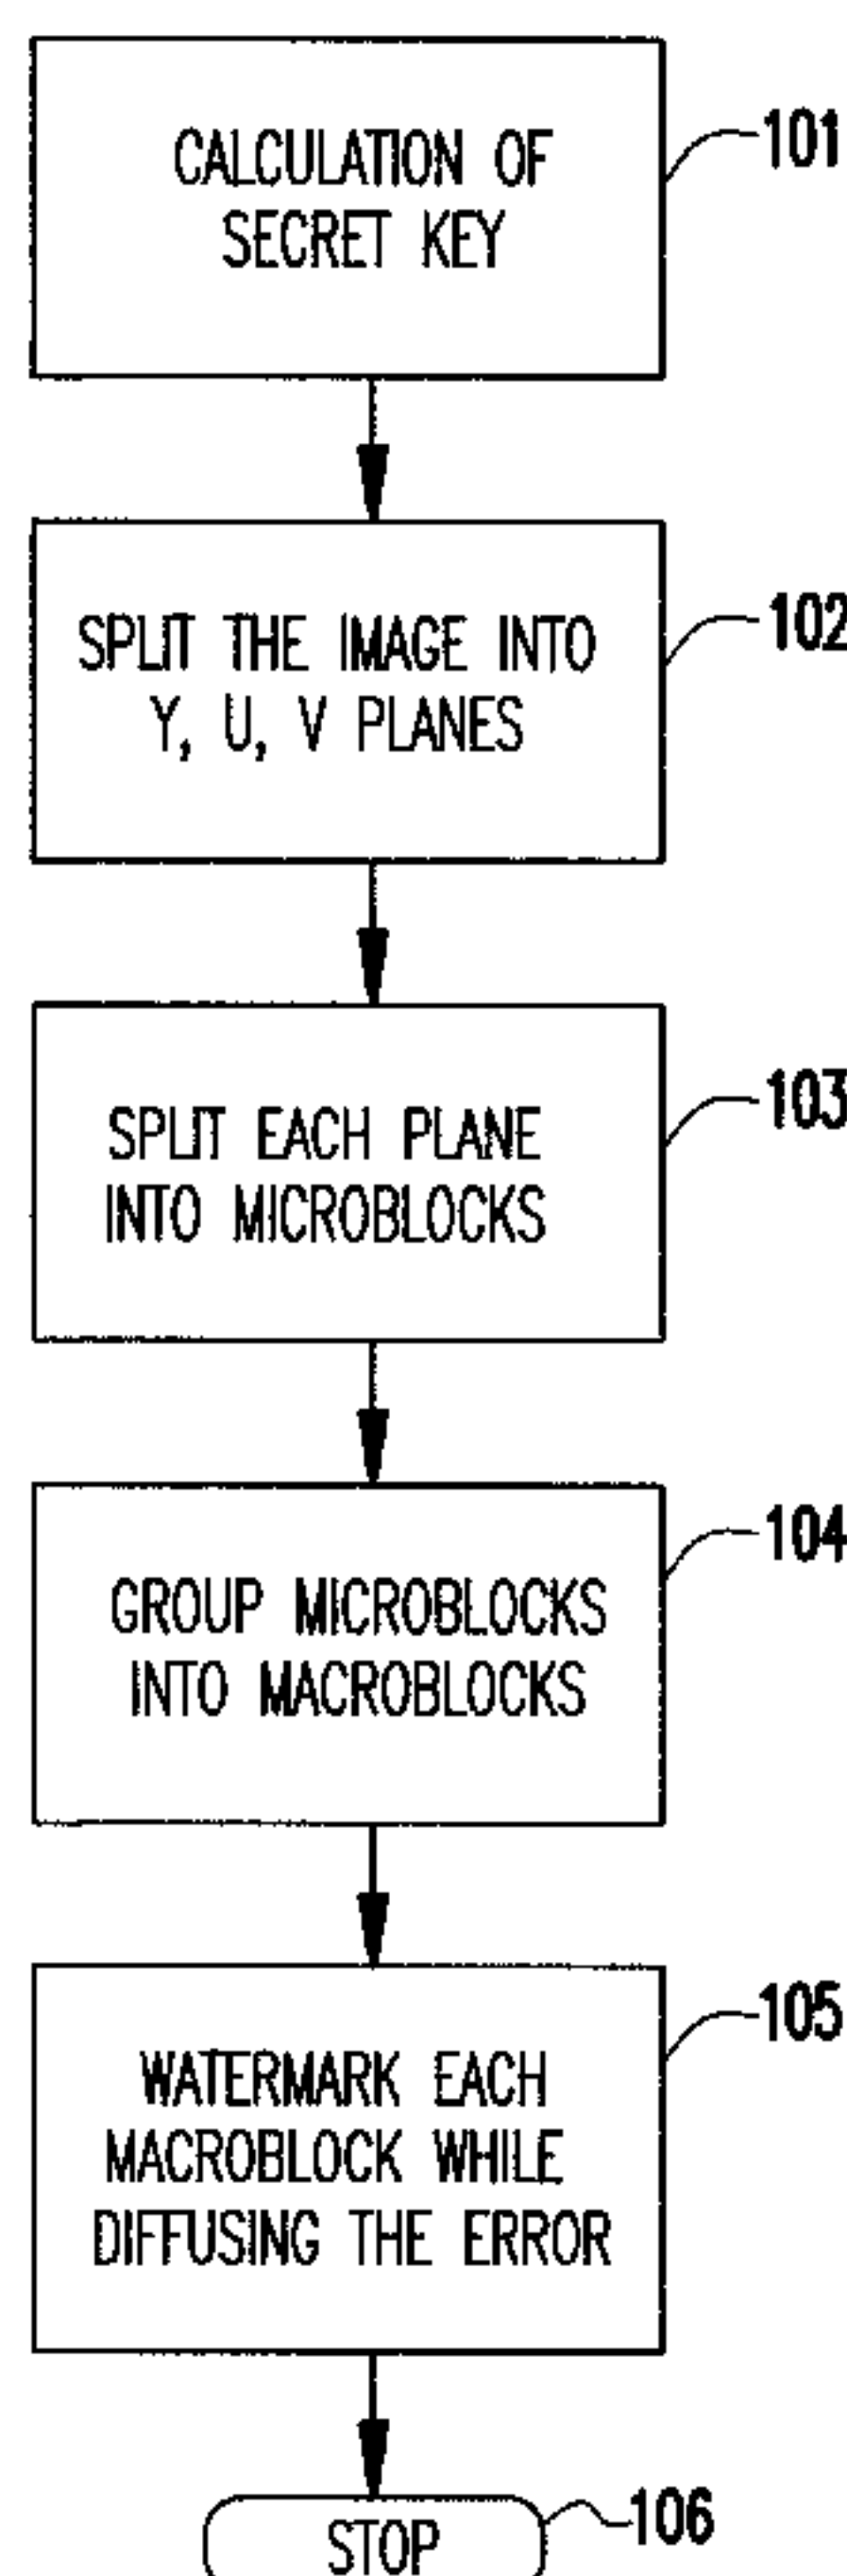 CALCULATION OF
SECRET KEY
101
SPLIT THE IMAGE INTO
Y, U, V PLANES
102
SPLIT EACH PLANE
INTO MICROBLOCKS
103
GROUP MICROBLOCKS
INTO MACROBLOCKS
104
WATERMARK EACH
MACROBLOCK WHILE
DIFFUSING THE ERROR
105
STOP
106